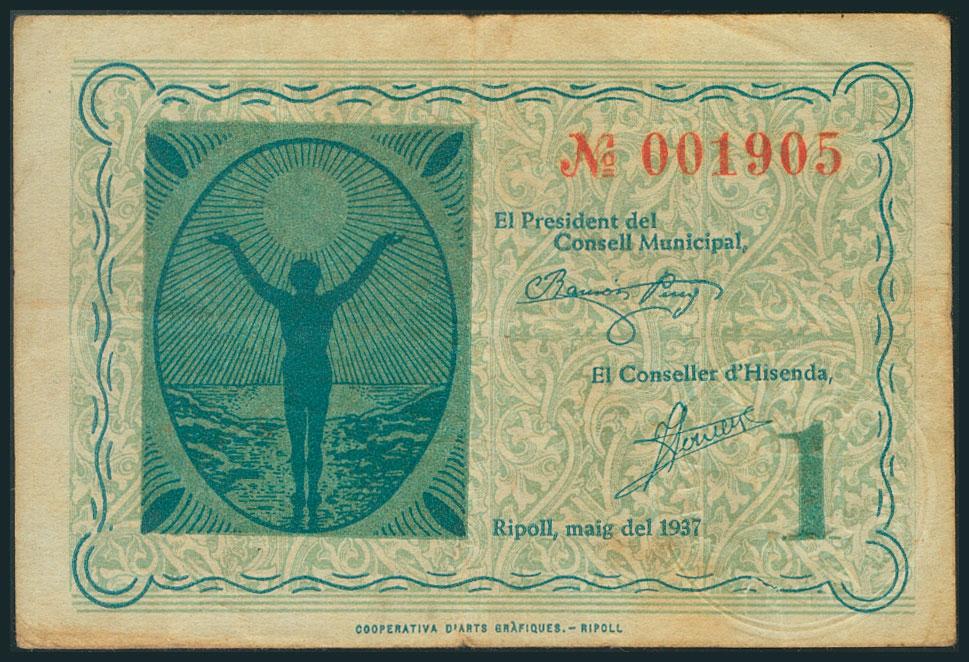 Nº 001905
El President del
Consell Municipal,
El Conseller d'Hisenda,
1
Ripoll, maig del 1937
COOPERATIVA D'ARTS GRÀFIQUES.- RIPOLL